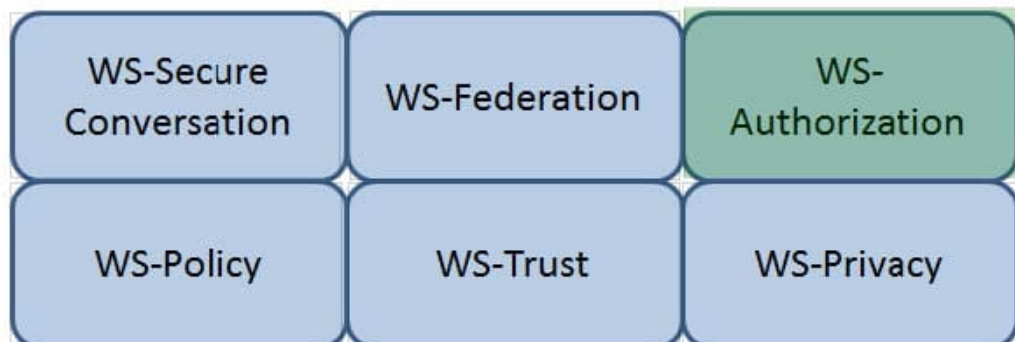 WS-Secure
Conversation
WS-Federation
WS-
Authorization
WS-Policy
WS-Trust
WS-Privacy